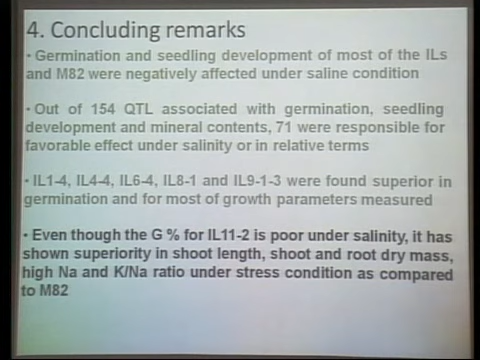 4. Concluding remarks
• Germination and seedling development of most of the ILs
and M82 were negatively affected under saline condition
• Out of 154 QTL associated with germination, seedling
development and mineral contents, 71 were responsible for
favorable effect under salinity or in relative terms
• IL1-4, IL4-4, IL6-4, IL8-1 and IL9-1-3 were found superior in
germination and for most of growth parameters measured
• Even though the G % for IL11-2 is poor under salinity, it has
shown superiority in shoot length, shoot and root dry mass,
high Na and K/Na ratio under stress condition as compared
to M82